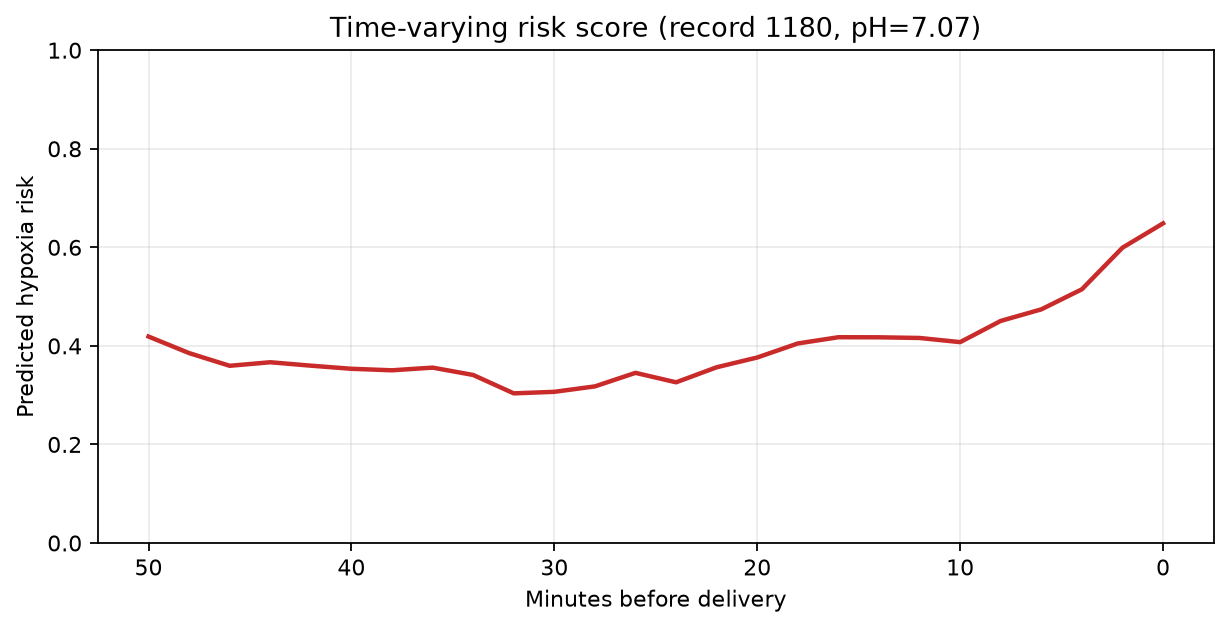 Time-varying risk score (record 1180, pH=7.07)
1.0
0.8
0.6
0.4
0.2
0.0
Predicted hypoxia risk
50 40 30 20 10 0
Minutes before delivery